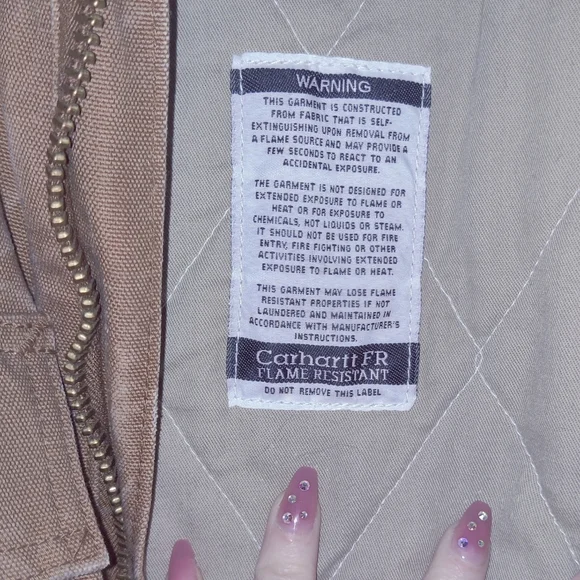 WARNING
THIS GARMENT IS CONSTRUCTED
FROM FABRIC THAT IS SELF-
EXTINGUISHING UPON REMOVAL FROM
A FLAME SOURCE AND MAY PROVIDE A
FEW SECONDS TO REACT TO AN
ACCIDENTAL EXPOSURE.
THE GARMENT IS NOT DESIGNED FOR
EXTENDED EXPOSURE TO FLAME OR
HEAT OR FOR EXPOSURE TO
CHEMICALS, HOT LIQUIDS OR STEAM.
IT SHOULD NOT BE USED FOR FIRE
ENTRY, FIRE FIGHTING OR OTHER
ACTIVITIES INVOLVING EXTENDED
EXPOSURE TO FLAME OR HEAT.
THIS GARMENT MAY LOSE FLAME
RESISTANT PROPERTIES IF NOT
LAUNDERED AND MAINTAINED IN
ACCORDANCE WITH MANUFACTURER'S
INSTRUCTIONS.
Carhartt FR
FLAME RESISTANT
DO NOT REMOVE THIS LABEL